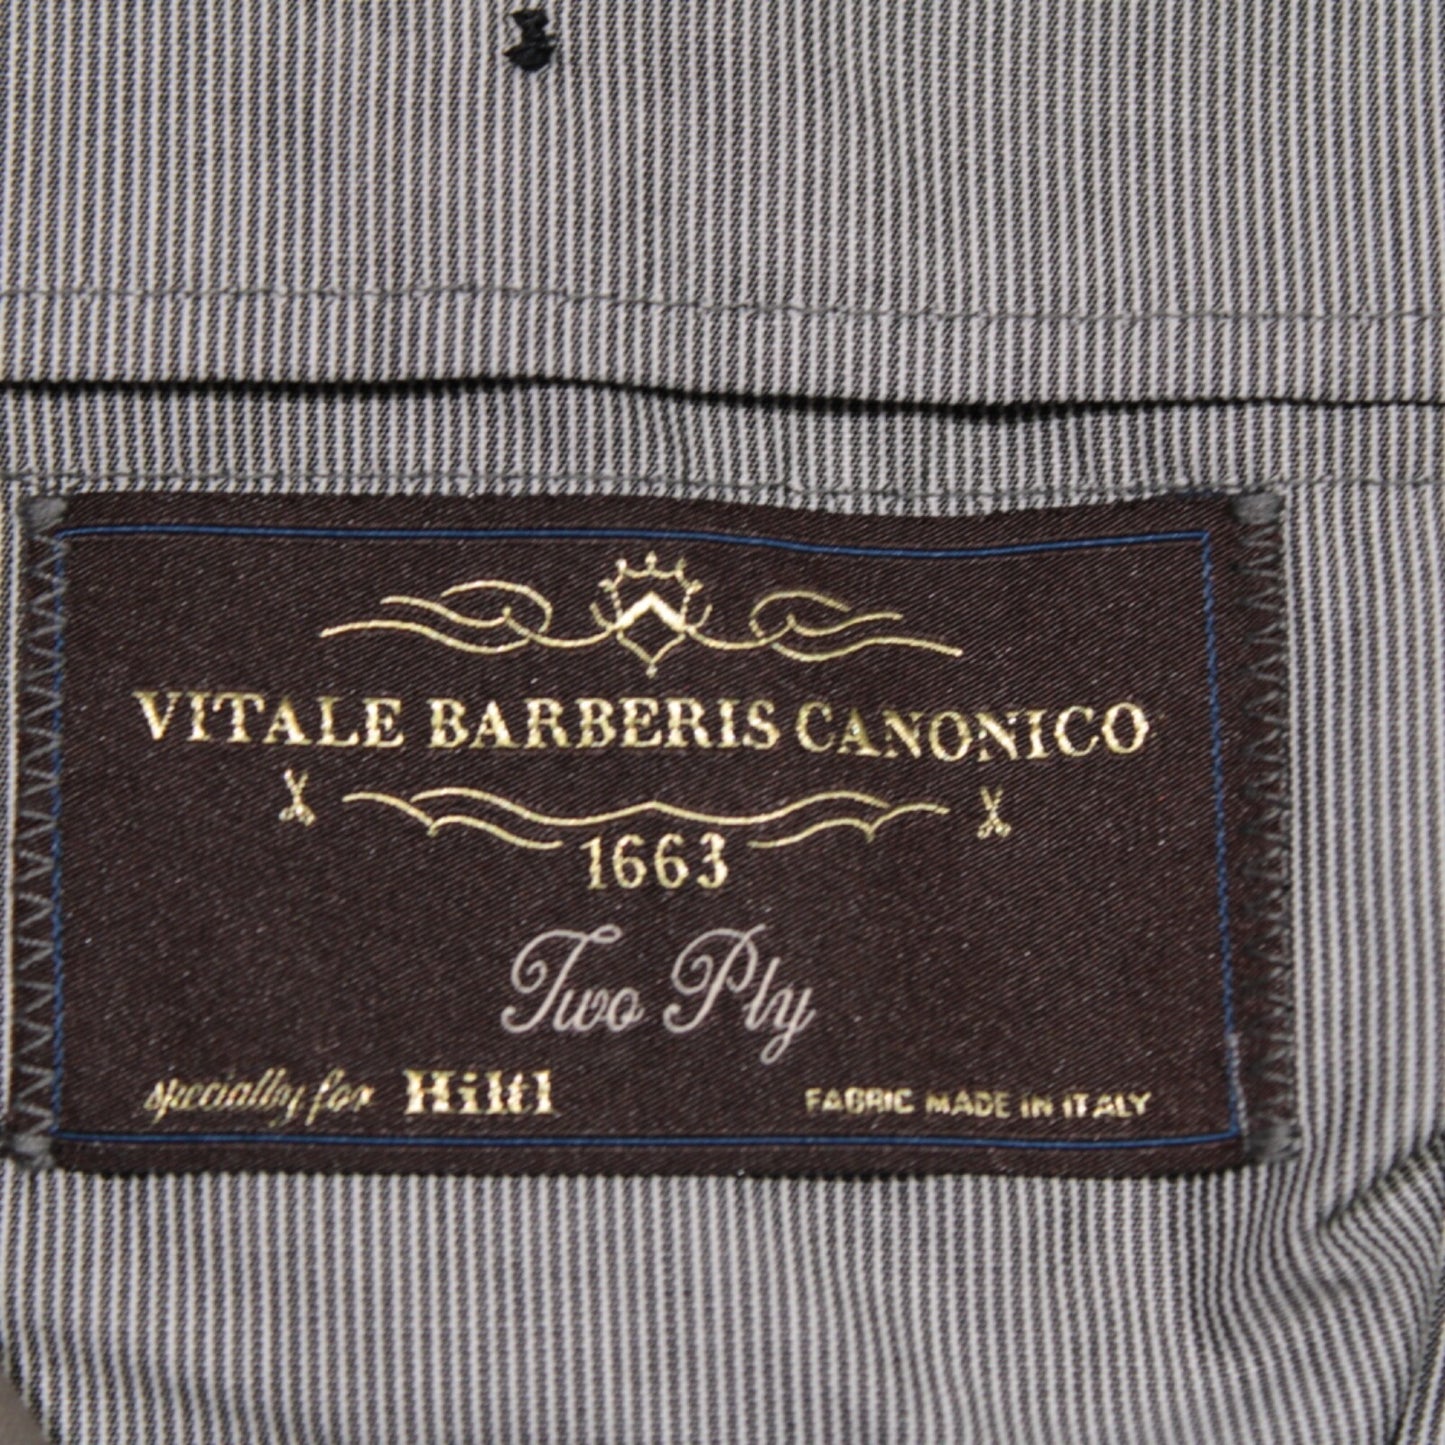 VITALE BARBERIS CANONICO
1663
Two Ply
specially for Hiltl
FABRIC MADE IN ITALY